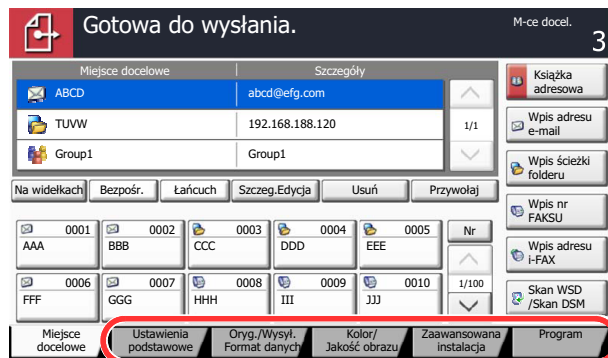 Gotowa do wysłania.
M-ce docel.
3
Miejsce docelowe Szczegóły
ABCD abcd@efg.com
TUVW 192.168.188.120
Group1 Group1
1/1
Na widełkach Bezpośr. Łańcuch Szczeg.Edycja Usuń Przywołaj
0001 0002 0003 0004 0005
AAA BBB CCC DDD EEE
0006 0007 0008 0009 0010
FFF GGG HHH III JJJ
Nr
1/100
Książka
adresowa
Wpis adresu
e-mail
Wpis ścieżki
folderu
Wpis nr
FAKSU
Wpis adresu
i-FAX
Skan WSD
/Skan DSM
Miejsce
docelowe
Ustawienia
podstawowe
Oryg./Wysył.
Format danych
Kolor/
Jakość obrazu
Zaawansowana
instalacja
Program